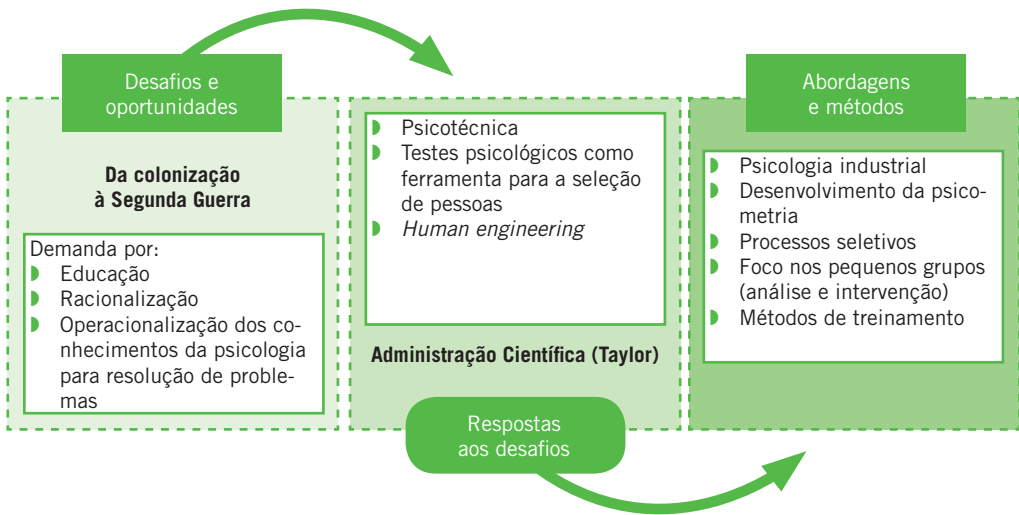 Desafios e
oportunidades
Da colonização
à Segunda Guerra
Demanda por:
Educação
Racionalização
Operacionalização dos co-
nhecimentos da psicologia
para resolução de proble-
mas
Psicotécnica
Testes psicológicos como
ferramenta para a seleção
de pessoas
Human engineering
Administração Científica (Taylor)
Respostas
aos desafios
Abordagens
e métodos
Psicologia industrial
Desenvolvimento da psico-
metria
Processos seletivos
Foco nos pequenos grupos
(análise e intervenção)
Métodos de treinamento